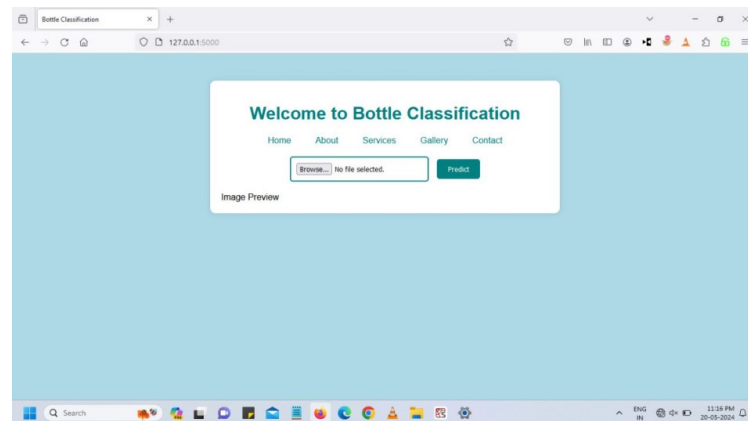 Bottle Classification
127.0.0.1:5000
Welcome to Bottle Classification
Home About Services Gallery Contact
Browse... No file selected. Predict
Image Preview
Search
ENG
IN
11:16 PM
20-05-2024